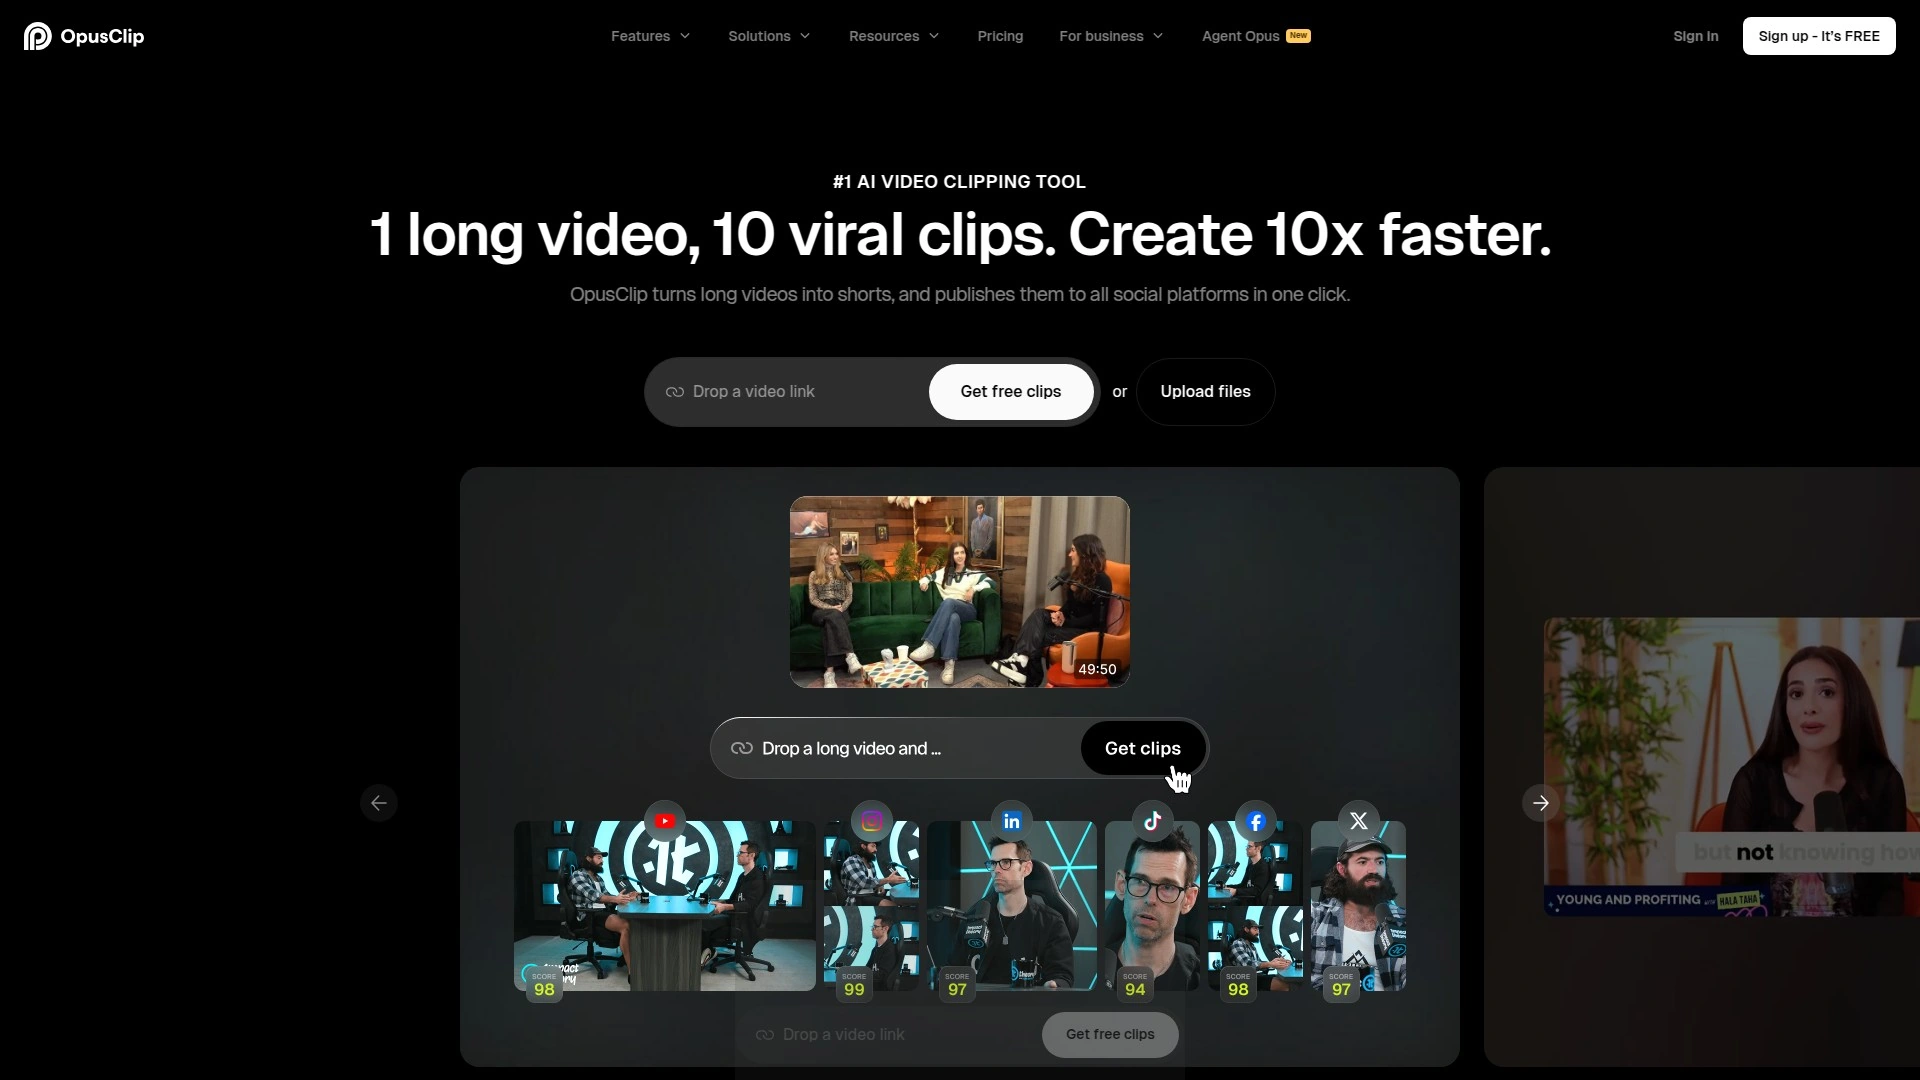 OpusClip
Features
Solutions
Resources
Pricing
For business
Agent Opus New
Sign In
Sign up - It's FREE
#1 AI VIDEO CLIPPING TOOL
1 long video, 10 viral clips. Create 10x faster.
OpusClip turns long videos into shorts, and publishes them to all social platforms in one click.
Drop a video link
Get free clips
or
Upload files
49:50
Drop a long video and ...
Get clips
but not knowing how
YOUNG AND PROFITING WITH HALA TAHA
:It
SCORE
98
SCORE
99
SCORE
97
SCORE
94
SCORE
98
SCORE
97
Drop a video link
Get free clips